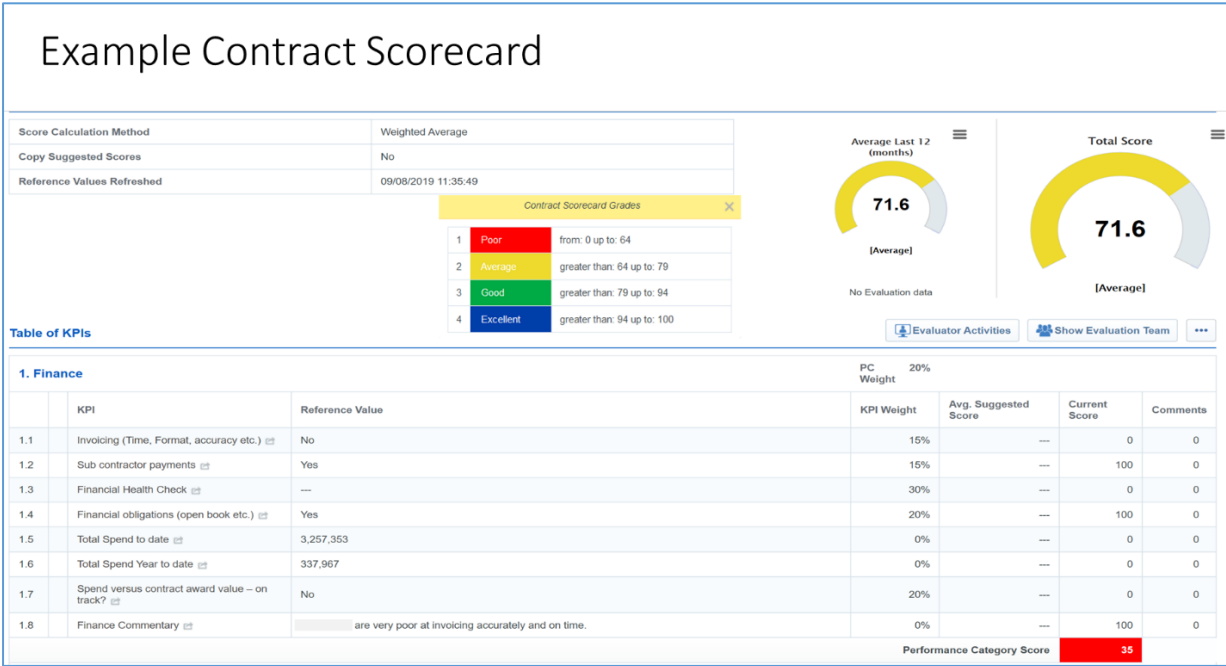 Example Contract Scorecard
Score Calculation Method Weighted Average
Copy Suggested Scores No
Reference Values Refreshed 09/08/2019 11:35:49
Contract Scorecard Grades
1 Poor from: 0 up to: 64
2 Average greater than: 64 up to: 79
3 Good greater than: 79 up to: 94
4 Excellent greater than: 94 up to: 100
Average Last 12
(months)
71.6
[Average]
No Evaluation data
Total Score
71.6
[Average]
Table of KPIs
Evaluator Activities Show Evaluation Team
1. Finance PC 20%
Weight
KPI Reference Value KPI Weight Avg. Suggested Current Comments
Score Score
1.1 Invoicing (Time, Format, accuracy etc.) No 15% --- 0 0
1.2 Sub contractor payments Yes 15% --- 100 0
1.3 Financial Health Check --- 30% --- 0 0
1.4 Financial obligations (open book etc.) Yes 20% --- 100 0
1.5 Total Spend to date 3,257,353 0% --- 0 0
1.6 Total Spend Year to date 337,967 0% --- 0 0
1.7 Spend versus contract award value – on No 20% --- 0 0
track?
1.8 Finance Commentary are very poor at invoicing accurately and on time. 0% --- 100 0
Performance Category Score 35